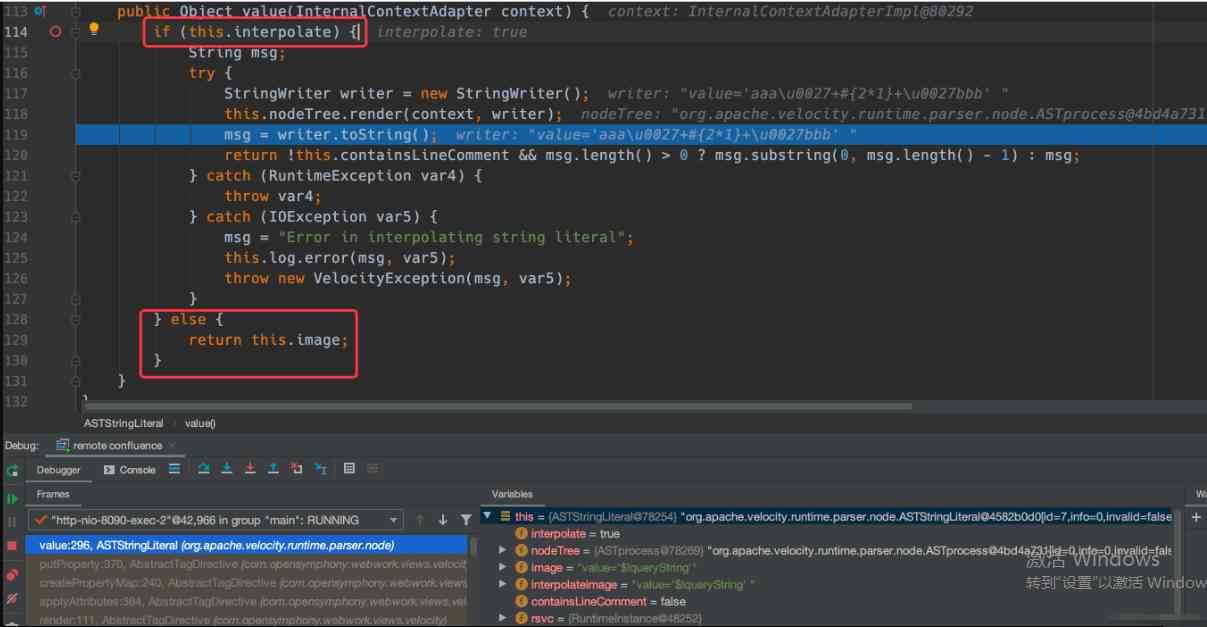 113 public Object value(InternalContextAdapter context) { context: InternalContextAdapterImpl@80292
114 if (this.interpolate) { interpolate: true
115 String msg;
116 try {
117 StringWriter writer = new StringWriter(); writer: "value='aaa\u0027+#{2*1}+\u0027bbb' "
118 this.nodeTree.render(context, writer); nodeTree: "org.apache.velocity.runtime.parser.node.ASTprocess@4bd4a731
119 msg = writer.toString(); writer: "value='aaa\u0027+#{2*1}+\u0027bbb' "
120 return !this.containsLineComment && msg.length() > 0 ? msg.substring(0, msg.length() - 1) : msg;
121 } catch (RuntimeException var4) {
122 throw var4;
123 } catch (IOException var5) {
124 msg = "Error in interpolating string literal";
125 this.log.error(msg, var5);
126 throw new VelocityException(msg, var5);
127 }
128 } else {
129 return this.image;
130 }
131 }
132 }
ASTStringLiteral value()
Debug: remote confluence
Debugger Console
Frames Variables
"http-nio-8090-exec-2"@42,966 in group "main": RUNNING
value:296, ASTStringLiteral (org.apache.velocity.runtime.parser.node)
putProperty:370, AbstractTagDirective (com.opensymphony.webwork.views.velocity
createPropertyMap:240, AbstractTagDirective (com.opensymphony.webwork.views
applyAttributes:384, AbstractTagDirective (com.opensymphony.webwork.views.vel
render:111, AbstractTagDirective (com.opensymphony.webwork.views.velocity)
this = {ASTStringLiteral@78254} "org.apache.velocity.runtime.parser.node.ASTStringLiteral@4582b0d0[id=7,info=0,invalid=false
interpolate = true
nodeTree = {ASTprocess@78269} "org.apache.velocity.runtime.parser.node.ASTprocess@4bd4a731[id=0,info=0,invalid=fals
image = "value='$!queryString'"
interpolateimage = "value='$!queryString' "
containsLineComment = false
rsvc = {RuntimeInstance@48252}
激活 Windows
转到"设置"以激活 Window